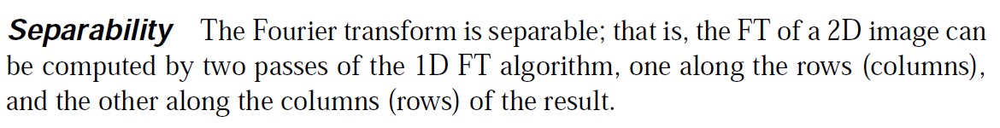 Separability The Fourier transform is separable; that is, the FT of a 2D image can
be computed by two passes of the 1D FT algorithm, one along the rows (columns),
and the other along the columns (rows) of the result.